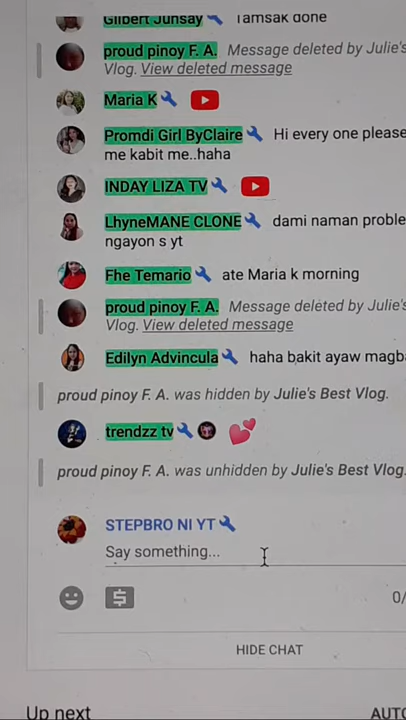 Gilbert Junsay Tamsak done
proud pinoy F. A. Message deleted by Julie's
Vlog. View deleted message
Maria K
Promdi Girl ByClaire Hi every one please
me kabit me..haha
INDAY LIZA TV
LhyneMANE CLONE dami naman proble
ngayon s yt
Fhe Temario ate Maria k morning
proud pinoy F. A. Message deleted by Julie's
Vlog. View deleted message
Edilyn Advincula haha bakit ayaw magb
proud pinoy F. A. was hidden by Julie's Best Vlog.
trendzz tv
proud pinoy F. A. was unhidden by Julie's Best Vlog.
STEPBRO NI YT
Say something...
0/
HIDE CHAT
Up next AUTO